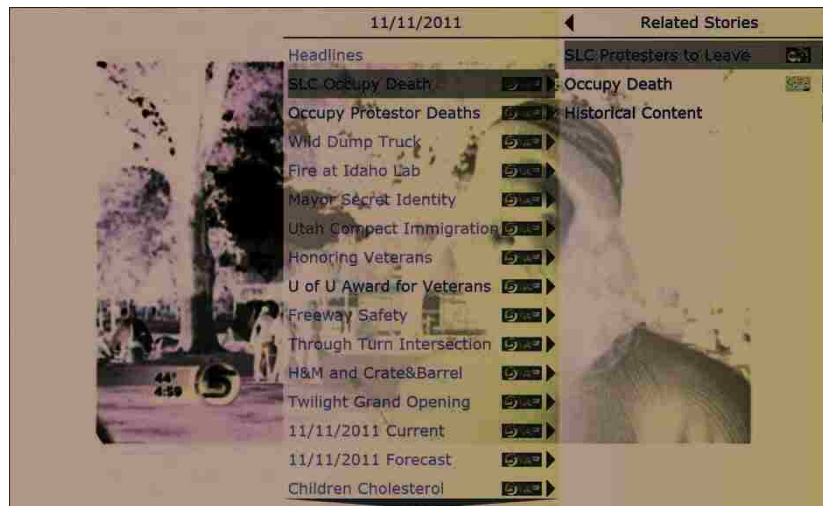 11/11/2011
Headlines
SLC Occupy Death
Occupy Protestor Deaths
Wild Dump Truck
Fire at Idaho Lab
Mayor Secret Identity
Utah Compact Immigration
Honoring Veterans
U of U Award for Veterans
Freeway Safety
Through Turn Intersection
H&M and Crate&Barrel
Twilight Grand Opening
11/11/2011 Current
11/11/2011 Forecast
Children Cholesterol
Related Stories
SLC Protesters to Leave
Occupy Death
Historical Content
44°
4:59
5